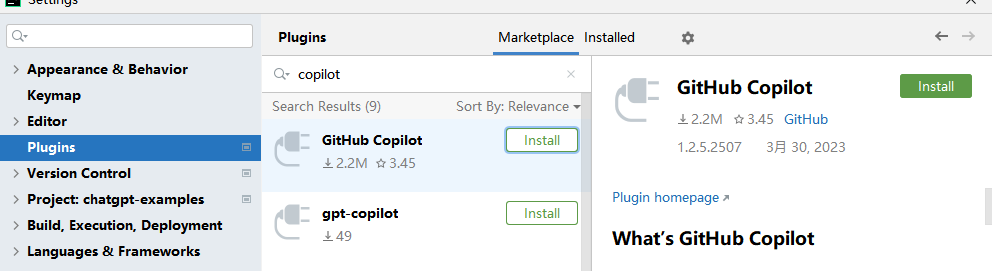 Settings
Plugins
Marketplace
Installed
Appearance & Behavior
Keymap
Editor
Plugins
Version Control
Project: chatgpt-examples
Build, Execution, Deployment
Languages & Frameworks
copilot
Search Results (9)
Sort By: Relevance
GitHub Copilot
Install
2.2M
3.45
gpt-copilot
Install
49
GitHub Copilot
Install
2.2M
3.45
GitHub
1.2.5.2507
3月 30, 2023
Plugin homepage
What's GitHub Copilot